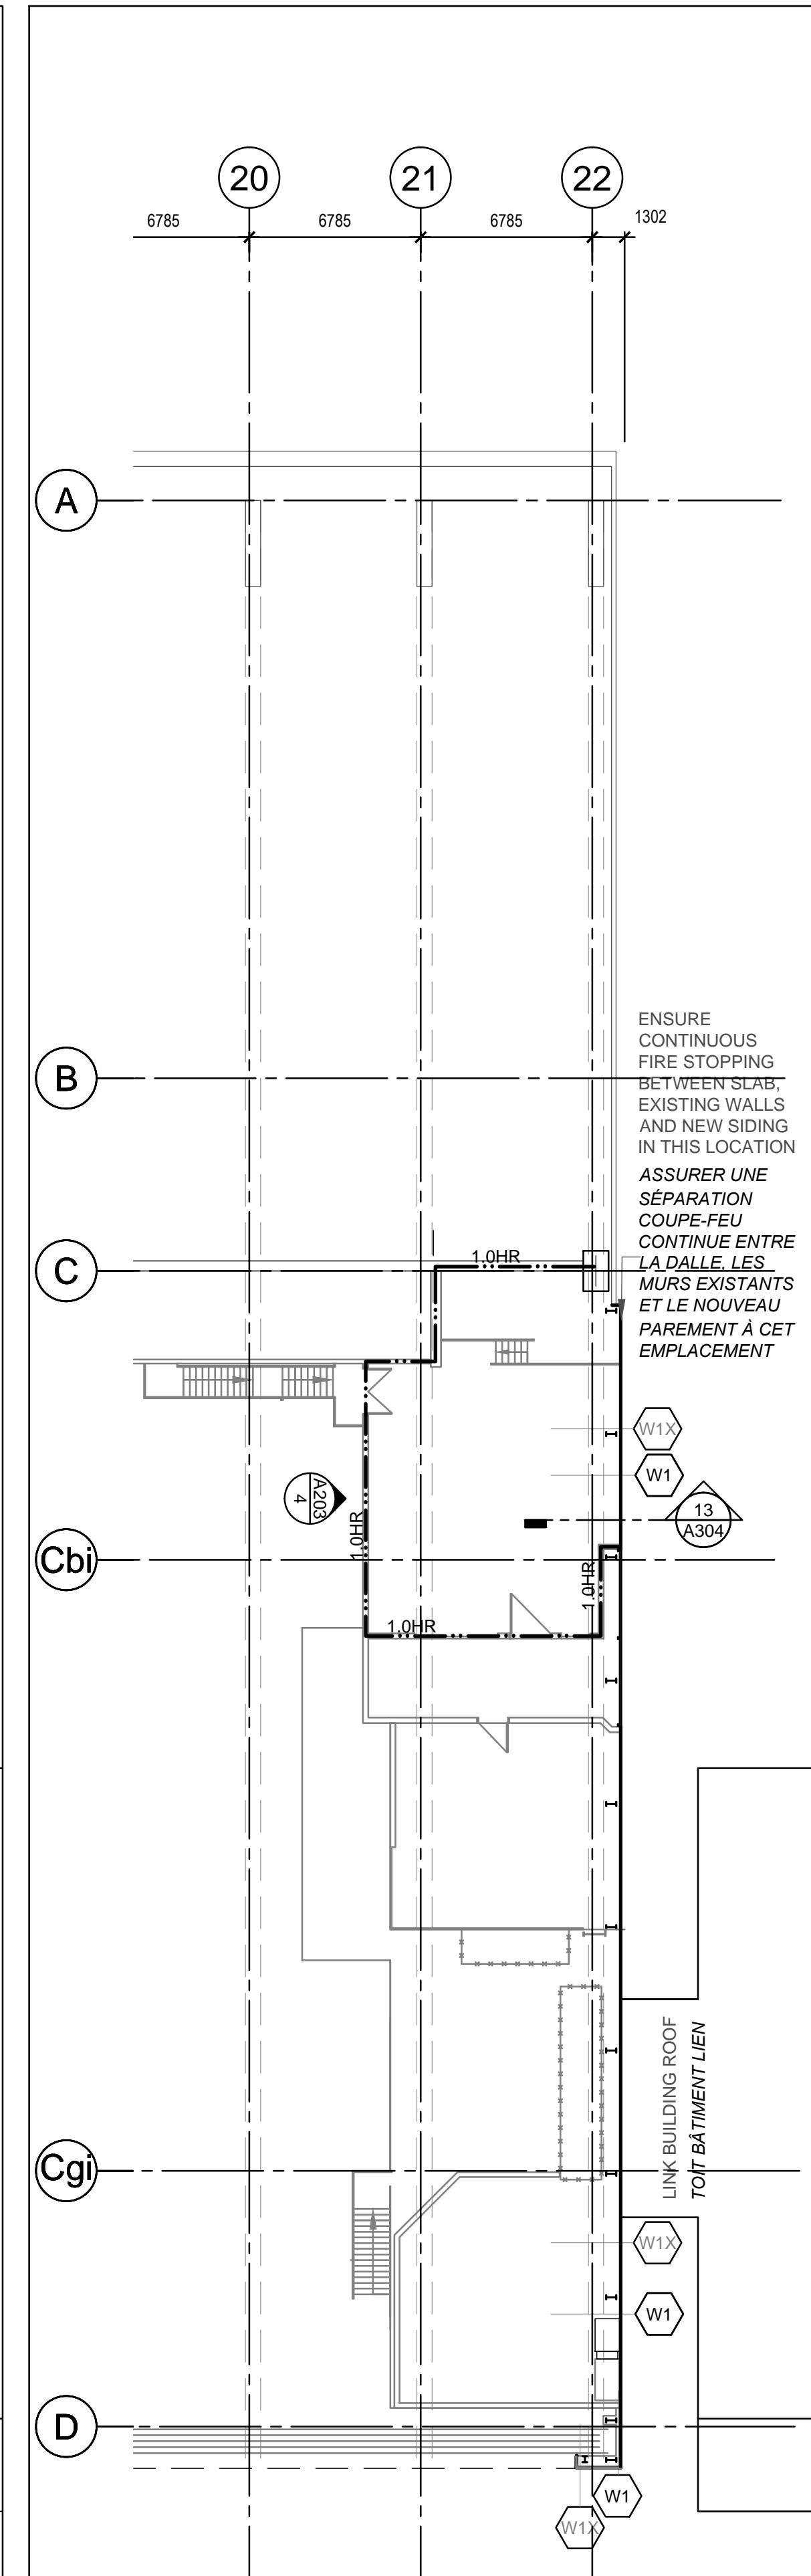 20
21
22
6785
6785
6785
1302
A
B
ENSURE
CONTINUOUS
FIRE STOPPING
BETWEEN SLAB,
EXISTING WALLS
AND NEW SIDING
IN THIS LOCATION
ASSURER UNE
SÉPARATION
COUPE-FEU
CONTINUE ENTRE
LA DALLE, LES
MURS EXISTANTS
ET LE NOUVEAU
PAREMENT À CET
EMPLACEMENT
C
1.0HR
W1X
W1
A203
4
1.0HR
13
A304
Cbi
1.0HR
1.0HR
LINK BUILDING ROOF
TOIT BÂTIMENT LIEN
Cgi
W1X
W1
D
W1
W1X